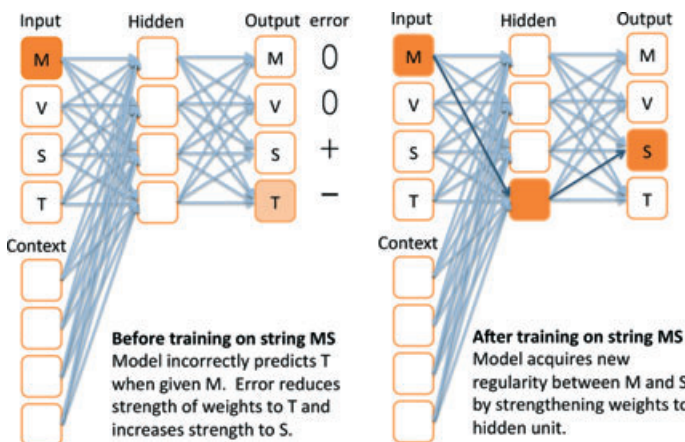 Input Hidden Output error
M M 0
V V 0
S S +
T T −
Context
Before training on string MS
Model incorrectly predicts T
when given M. Error reduces
strength of weights to T and
increases strength to S.
Input Hidden Output
M M
V V
S S
T T
Context
After training on string MS
Model acquires new
regularity between M and S
by strengthening weights to
hidden unit.